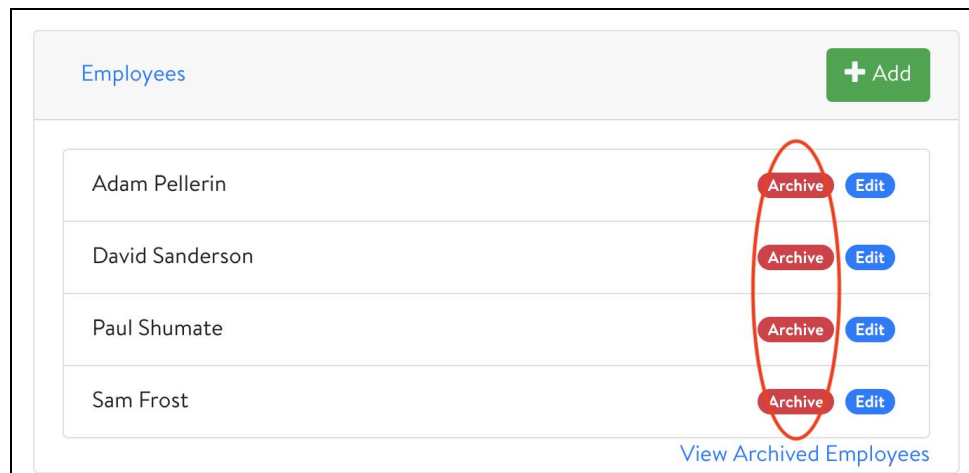 Employees + Add
Adam Pellerin Archive Edit
David Sanderson Archive Edit
Paul Shumate Archive Edit
Sam Frost Archive Edit
View Archived Employees